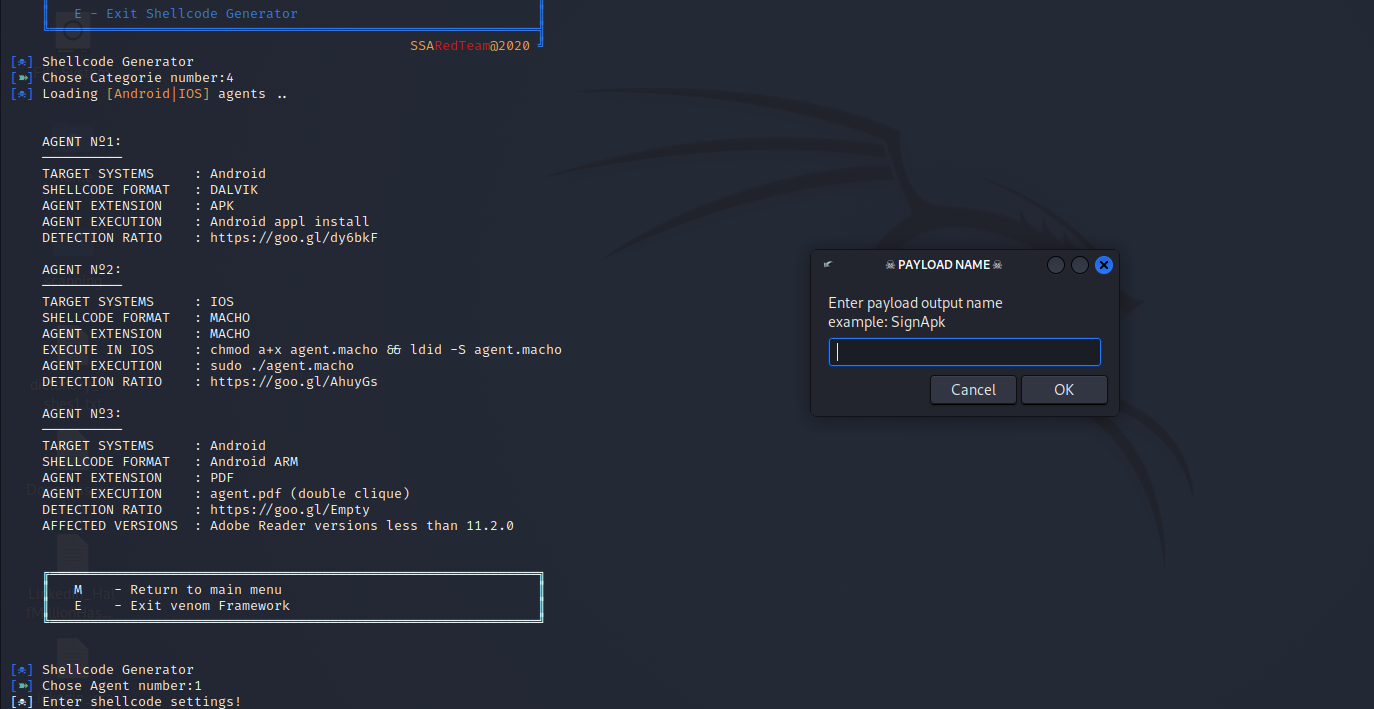 E - Exit Shellcode Generator
SSARedTeam@2020
[☠] Shellcode Generator
[➽] Chose Categorie number:4
[☠] Loading [Android|IOS] agents ..
AGENT Nº1:
TARGET SYSTEMS : Android
SHELLCODE FORMAT : DALVIK
AGENT EXTENSION : APK
AGENT EXECUTION : Android appl install
DETECTION RATIO : https://goo.gl/dy6bkF
AGENT Nº2:
TARGET SYSTEMS : IOS
SHELLCODE FORMAT : MACHO
AGENT EXTENSION : MACHO
EXECUTE IN IOS : chmod a+x agent.macho && ldid -S agent.macho
AGENT EXECUTION : sudo ./agent.macho
DETECTION RATIO : https://goo.gl/AhuyGs
AGENT Nº3:
TARGET SYSTEMS : Android
SHELLCODE FORMAT : Android ARM
AGENT EXTENSION : PDF
AGENT EXECUTION : agent.pdf (double clique)
DETECTION RATIO : https://goo.gl/Empty
AFFECTED VERSIONS : Adobe Reader versions less than 11.2.0
M - Return to main menu
E - Exit venom Framework
[☠] Shellcode Generator
[➽] Chose Agent number:1
[☠] Enter shellcode settings!
☠ PAYLOAD NAME ☠
Enter payload output name
example: SignApk
Cancel
OK